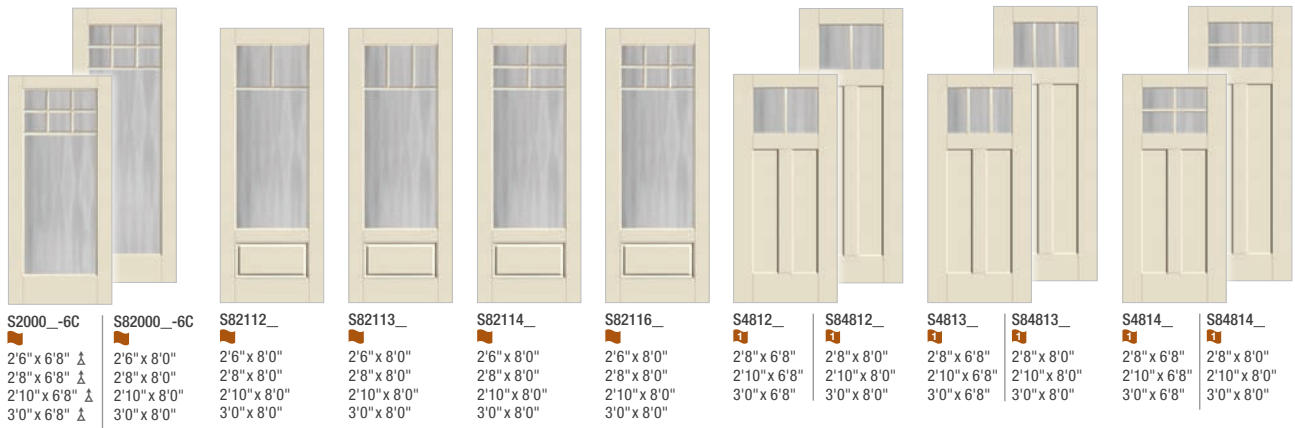 S2000__-6C
2'6" x 6'8"
2'8" x 6'8"
2'10" x 6'8"
3'0" x 6'8"
S82000__-6C
2'6" x 8'0"
2'8" x 8'0"
2'10" x 8'0"
3'0" x 8'0"
S82112__
2'6" x 8'0"
2'8" x 8'0"
2'10" x 8'0"
3'0" x 8'0"
S82113__
2'6" x 8'0"
2'8" x 8'0"
2'10" x 8'0"
3'0" x 8'0"
S82114__
2'6" x 8'0"
2'8" x 8'0"
2'10" x 8'0"
3'0" x 8'0"
S82116__
2'6" x 8'0"
2'8" x 8'0"
2'10" x 8'0"
3'0" x 8'0"
S4812__
1
2'8" x 6'8"
2'10" x 6'8"
3'0" x 6'8"
S84812__
1
2'8" x 8'0"
2'10" x 8'0"
3'0" x 8'0"
S4813__
1
2'8" x 6'8"
2'10" x 6'8"
3'0" x 6'8"
S84813__
1
2'8" x 8'0"
2'10" x 8'0"
3'0" x 8'0"
S4814__
1
2'8" x 6'8"
2'10" x 6'8"
3'0" x 6'8"
S84814__
1
2'8" x 8'0"
2'10" x 8'0"
3'0" x 8'0"